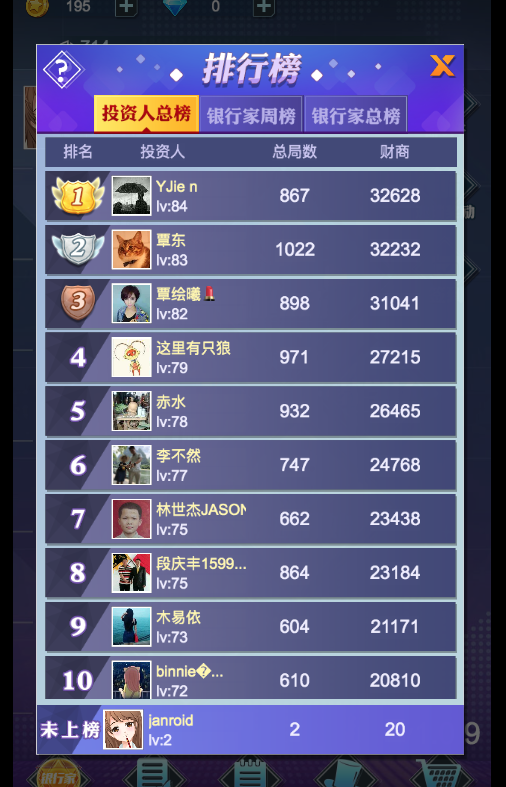 195
0
714
排行榜
投资人总榜 银行家周榜 银行家总榜
排名 投资人 总局数 财商
1 YJie n 867 32628
lv:84
2 覃东 1022 32232
lv:83
3 覃绘曦💄 898 31041
lv:82
4 这里有只狼 971 27215
lv:79
5 赤水 932 26465
lv:78
6 李不然 747 24768
lv:77
7 林世杰JASON 662 23438
lv:75
8 段庆丰1599... 864 23184
lv:75
9 木易依 604 21171
lv:73
10 binnie�... 610 20810
lv:72
未上榜 janroid 2 20
lv:2
9
银行家